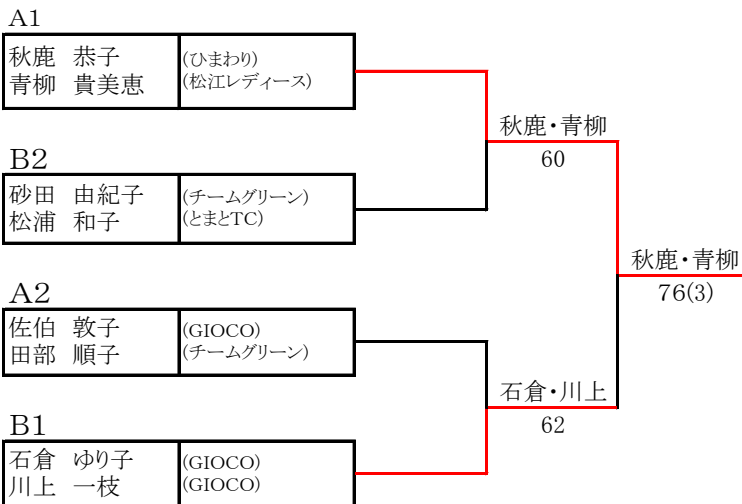 A1
秋鹿 恭子 (ひまわり)
青柳 貴美恵 (松江レディース)
秋鹿・青柳
60
B2
砂田 由紀子 (チームグリーン)
松浦 和子 (とまとTC)
秋鹿・青柳
76(3)
A2
佐伯 敦子 (GIOCO)
田部 順子 (チームグリーン)
石倉・川上
62
B1
石倉 ゆり子 (GIOCO)
川上 一枝 (GIOCO)